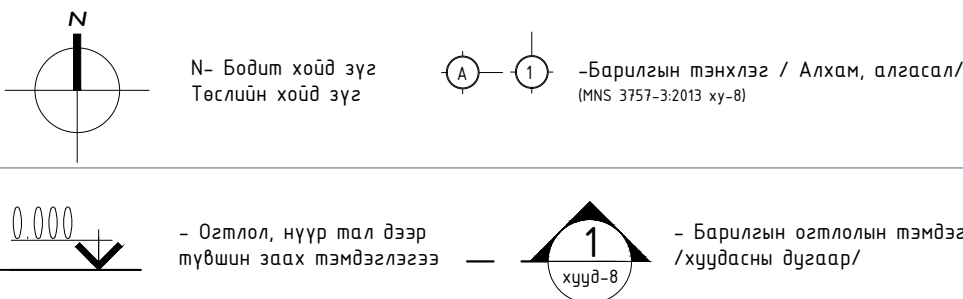 N
N- Бодит хойд зүг
Төслийн хойд зүг
A
1
-Барилгын тэнхлэг / Алхам, алгасал/
(MNS 3757-3:2013 ху-8)
0.000
- Огтлол, нүүр тал дээр
түвшин заах тэмдэглэгээ
1
хууд-8
- Барилгын огтлолын тэмдэг
/хуудасны дугаар/